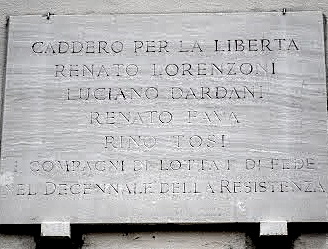 CADDERO PER LA LIBERTA
RENATO LORENZONI
LUCIANO DARDANI
RENATO FAVA
RINO TOSI
I COMPAGNI DI LOTTA E DI FEDE
NEL DECENNALE DELLA RESISTENZA